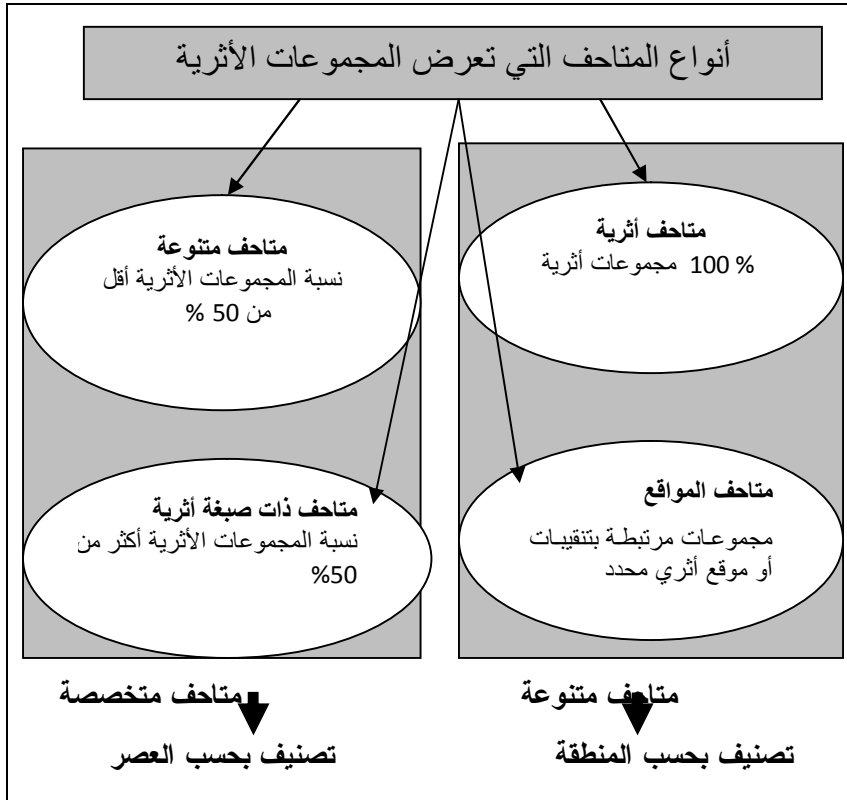 أنواع المتاحف التي تعرض المجموعات الأثرية
متاحف أثرية
100 % مجموعات أثرية
متاحف متنوعة
نسبة المجموعات الأثرية أقل
من 50 %
متاحف المواقع
مجموعات مرتبطة بتنقيبات
أو موقع أثري محدد
متاحف ذات صبغة أثرية
نسبة المجموعات الأثرية أكثر من
50%
متاحف متنوعة
متاحف متخصصة
تصنيف بحسب المنطقة
تصنيف بحسب العصر